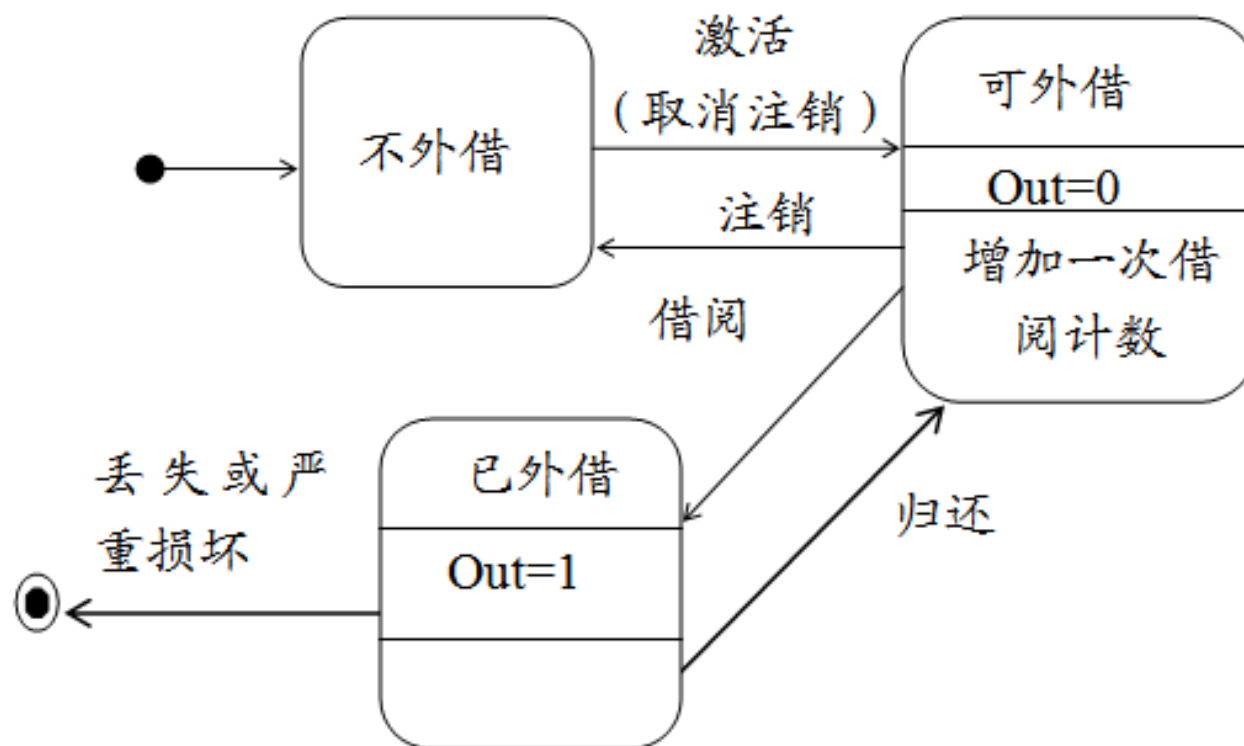 不外借
激活
（取消注销）
注销
可外借
Out=0
增加一次借
阅计数
借阅
归还
已外借
Out=1
丢失或严
重损坏